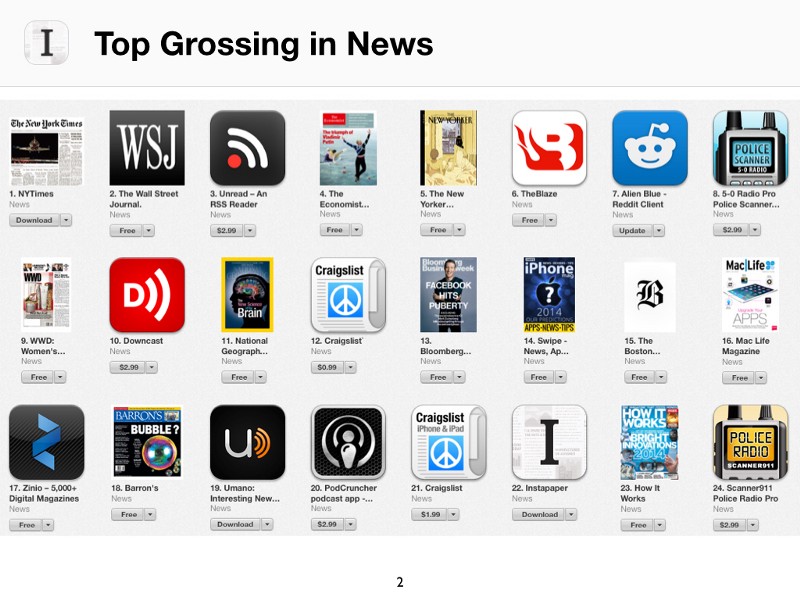 I
Top Grossing in News
The New York Times
WSJ
The Economist
The triumph of
Vladimir
Putin
THE
NEW YORKER
POLICE
SCANNER
5-0 RADIO
1. NYTimes
News
Download
2. The Wall Street
Journal.
News
Free
3. Unread – An
RSS Reader
News
$2.99
4. The
Economist...
News
Free
5. The New
Yorker...
News
Free
6. TheBlaze
News
Free
7. Alien Blue -
Reddit Client
News
Update
8. 5-0 Radio Pro
Police Scanner...
News
$2.99
WWD
D
The New Science
of the
Brain
Craigslist
Bloomberg
Businessweek
FACEBOOK
HITS
PUBERTY
iPhone
mag
?
2014
OUR PREDICTIONS
APPS•NEWS•TIPS
B
Mac|Life
APPS
9. WWD:
Women's...
News
Free
10. Downcast
News
$2.99
11. National
Geograph...
News
Free
12. Craigslist
News
$0.99
13.
Bloomberg...
News
Free
14. Swipe -
News, Ap...
News
Free
15. The
Boston...
News
Free
16. Mac Life
Magazine
News
Free
BARRON'S
BUBBLE?
U
Craigslist
iPhone & iPad
I
HOW IT
WORKS
BRIGHT
INNOVATIONS
2014
POLICE
RADIO
SCANNER911
17. Zinio – 5,000+
Digital Magazines
News
Free
18. Barron's
News
Free
19. Umano:
Interesting New...
News
Download
20. PodCruncher
podcast app -...
News
$2.99
21. Craigslist
News
$1.99
22. Instapaper
News
Download
23. How It
Works
News
Free
24. Scanner911
Police Radio Pro
News
$2.99
2